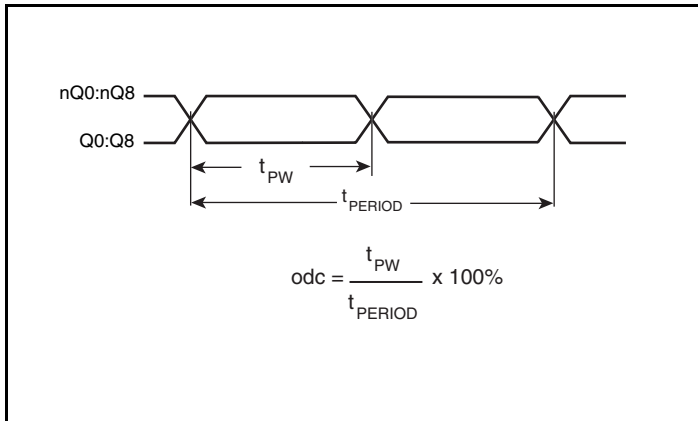 nQ0:nQ8
Q0:Q8
tPW
tPERIOD
odc = tPW / tPERIOD x 100%